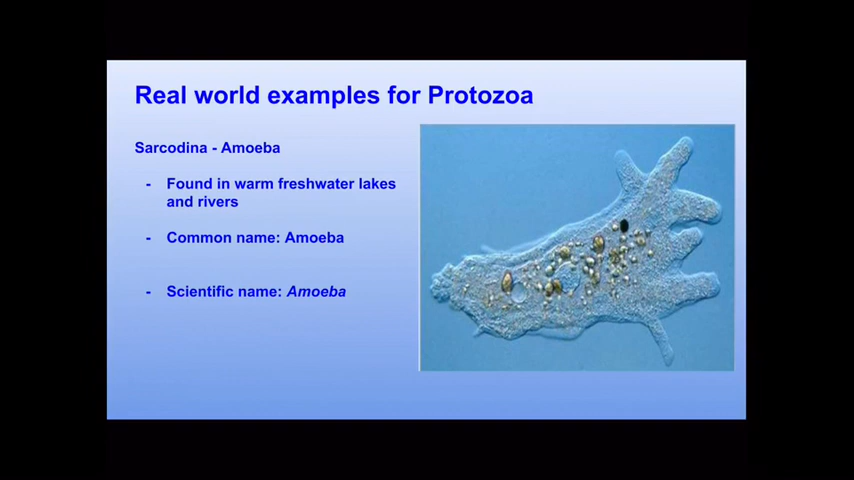 Real world examples for Protozoa
Sarcodina - Amoeba
- Found in warm freshwater lakes
and rivers
- Common name: Amoeba
- Scientific name: Amoeba